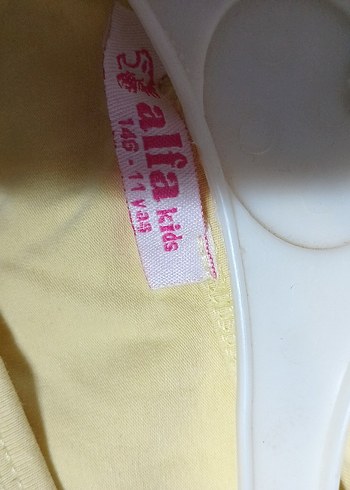 alfa kids
146 - 11 Yaş